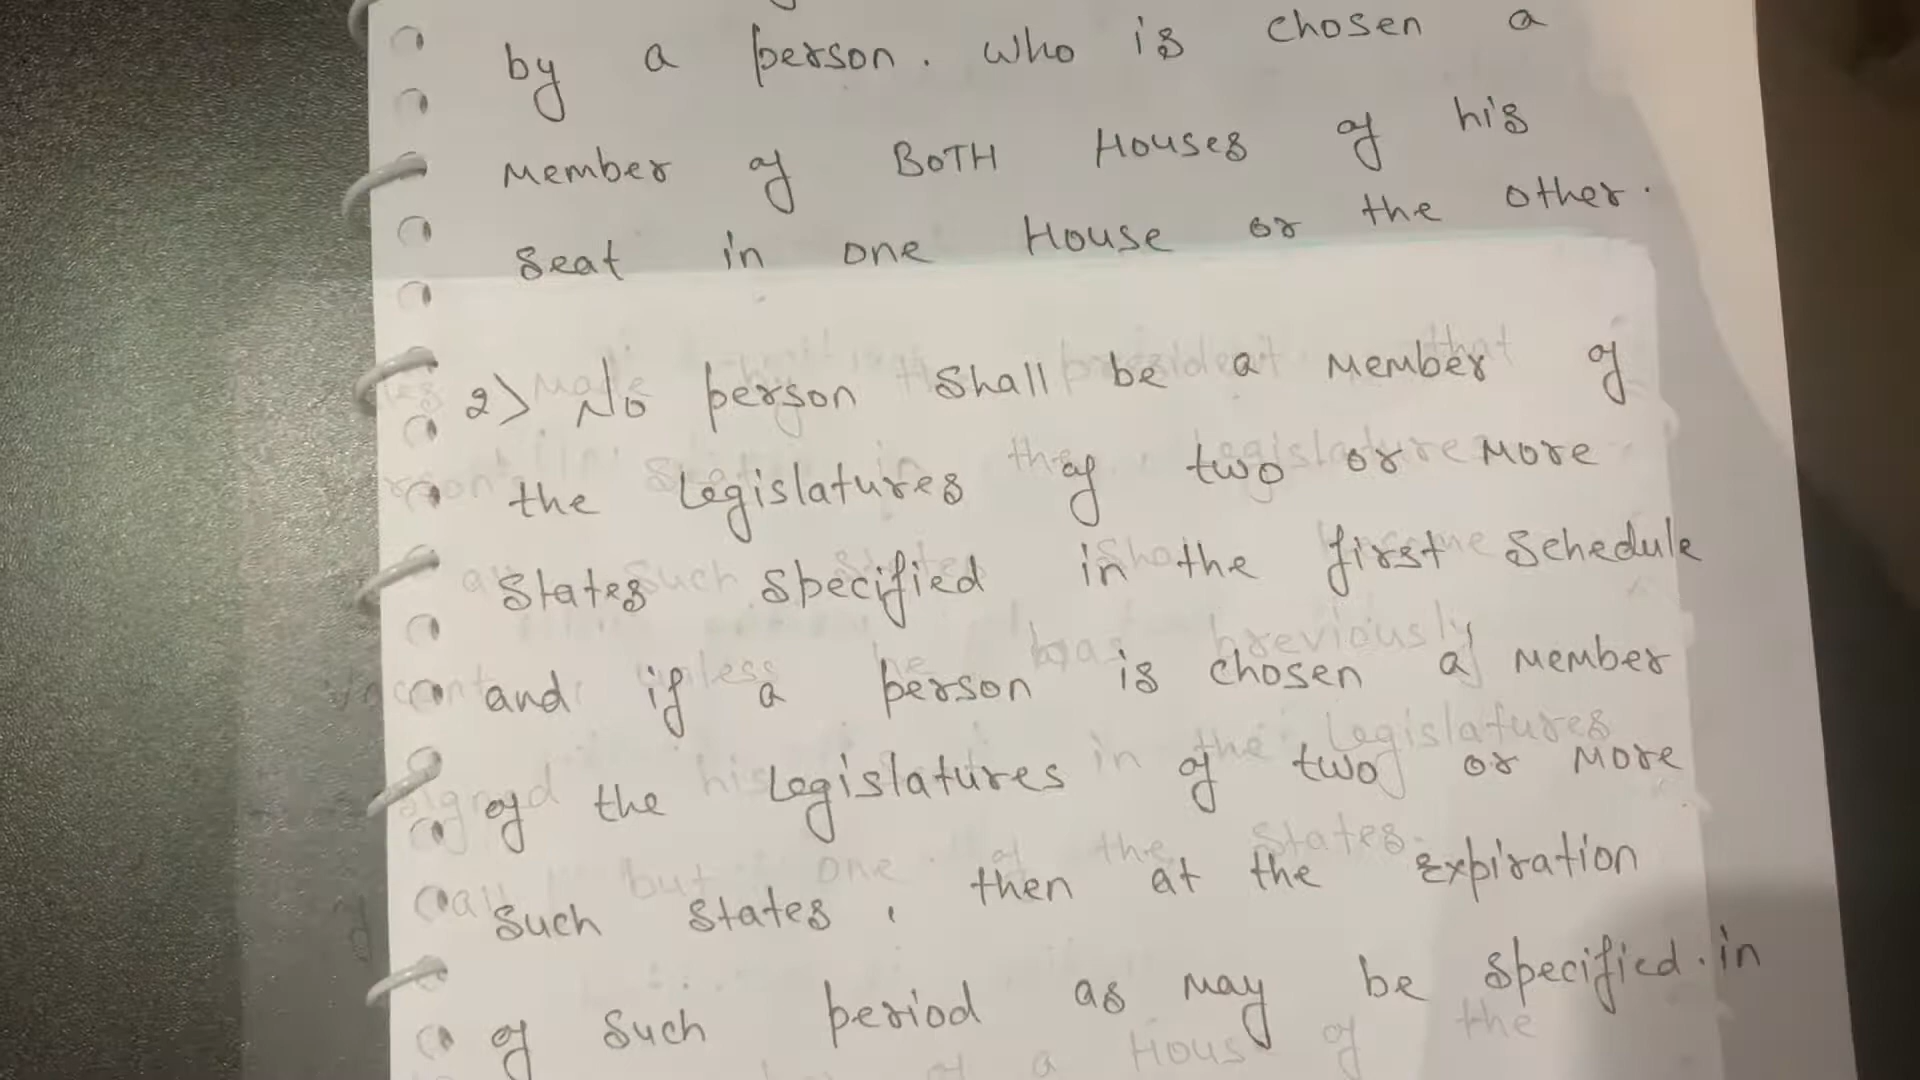 by a person. who is chosen a
Member of BOTH Houses of his
seat in one House or the other.
2) No person shall be a Member of
the Legislatures of two or more
States specified in the first Schedule
and if a person is chosen a member
of the Legislatures of two or more
such states, then at the Expiration
of such period as may be specified.in